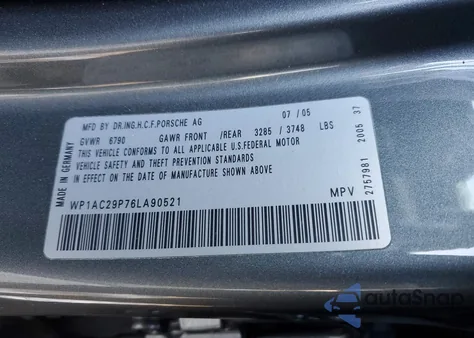 MFD BY DR.ING.H.C.F.PORSCHE AG 07/05
GVWR 6790 GAWR FRONT /REAR 3285 / 3748 LBS
THIS VEHICLE CONFORMS TO ALL APPLICABLE U.S.FEDERAL MOTOR
VEHICLE SAFETY AND THEFT PREVENTION STANDARDS
IN EFFECT ON THE DATE OF MANUFACTURE SHOWN ABOVE
WP1AC29P76LA90521 MPV
MADE IN GERMANY
2757981 2005 37
autoSnap